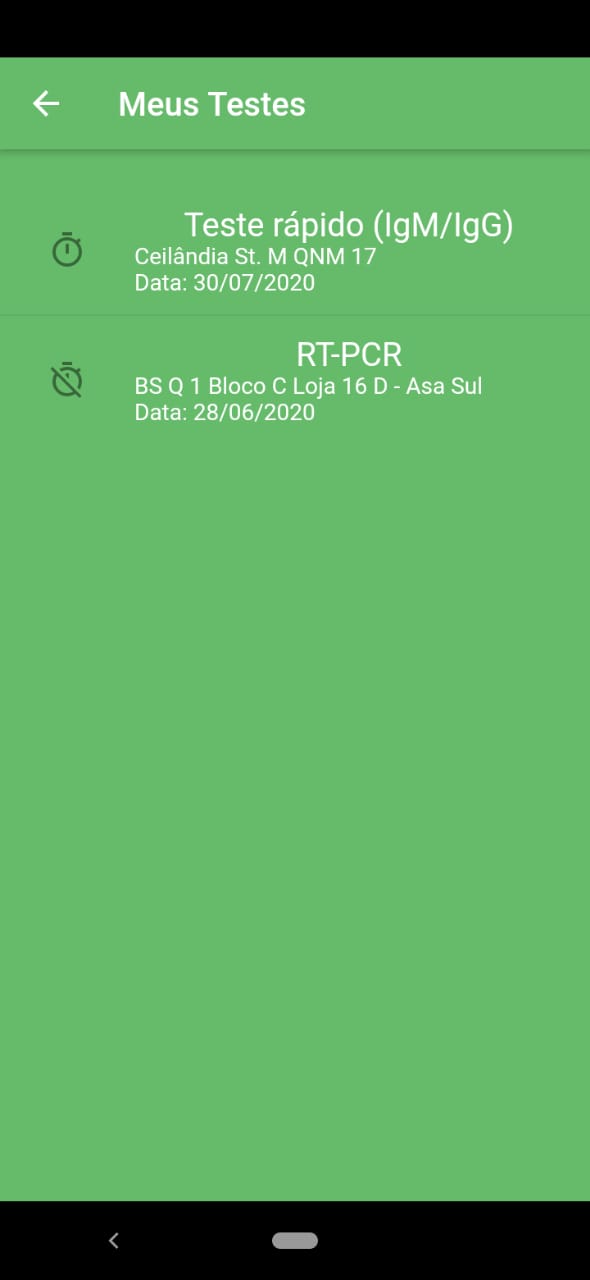 Meus Testes
Teste rápido (IgM/IgG)
Ceilândia St. M QNM 17
Data: 30/07/2020
RT-PCR
BS Q 1 Bloco C Loja 16 D - Asa Sul
Data: 28/06/2020